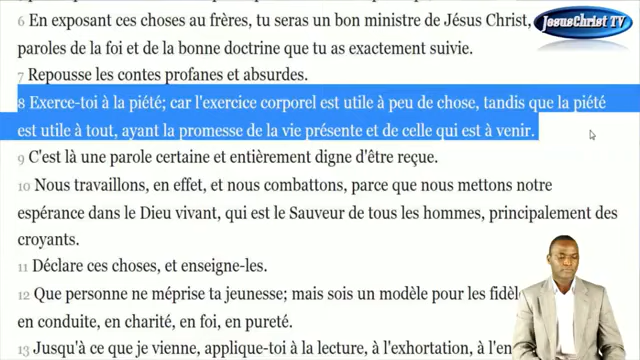 JesusChrist TV
6 En exposant ces choses au frères, tu seras un bon ministre de Jésus Christ,
paroles de la foi et de la bonne doctrine que tu as exactement suivie.
7 Repousse les contes profanes et absurdes.
8 Exerce-toi à la piété; car l'exercice corporel est utile à peu de chose, tandis que la piété
est utile à tout, ayant la promesse de la vie présente et de celle qui est à venir.
9 C'est là une parole certaine et entièrement digne d'être reçue.
10 Nous travaillons, en effet, et nous combattons, parce que nous mettons notre
espérance dans le Dieu vivant, qui est le Sauveur de tous les hommes, principalement des
croyants.
11 Déclare ces choses, et enseigne-les.
12 Que personne ne méprise ta jeunesse; mais sois un modèle pour les fidèl
en conduite, en charité, en foi, en pureté.
13 Jusqu'à ce que je vienne, applique-toi à la lecture, à l'exhortation, à l'en